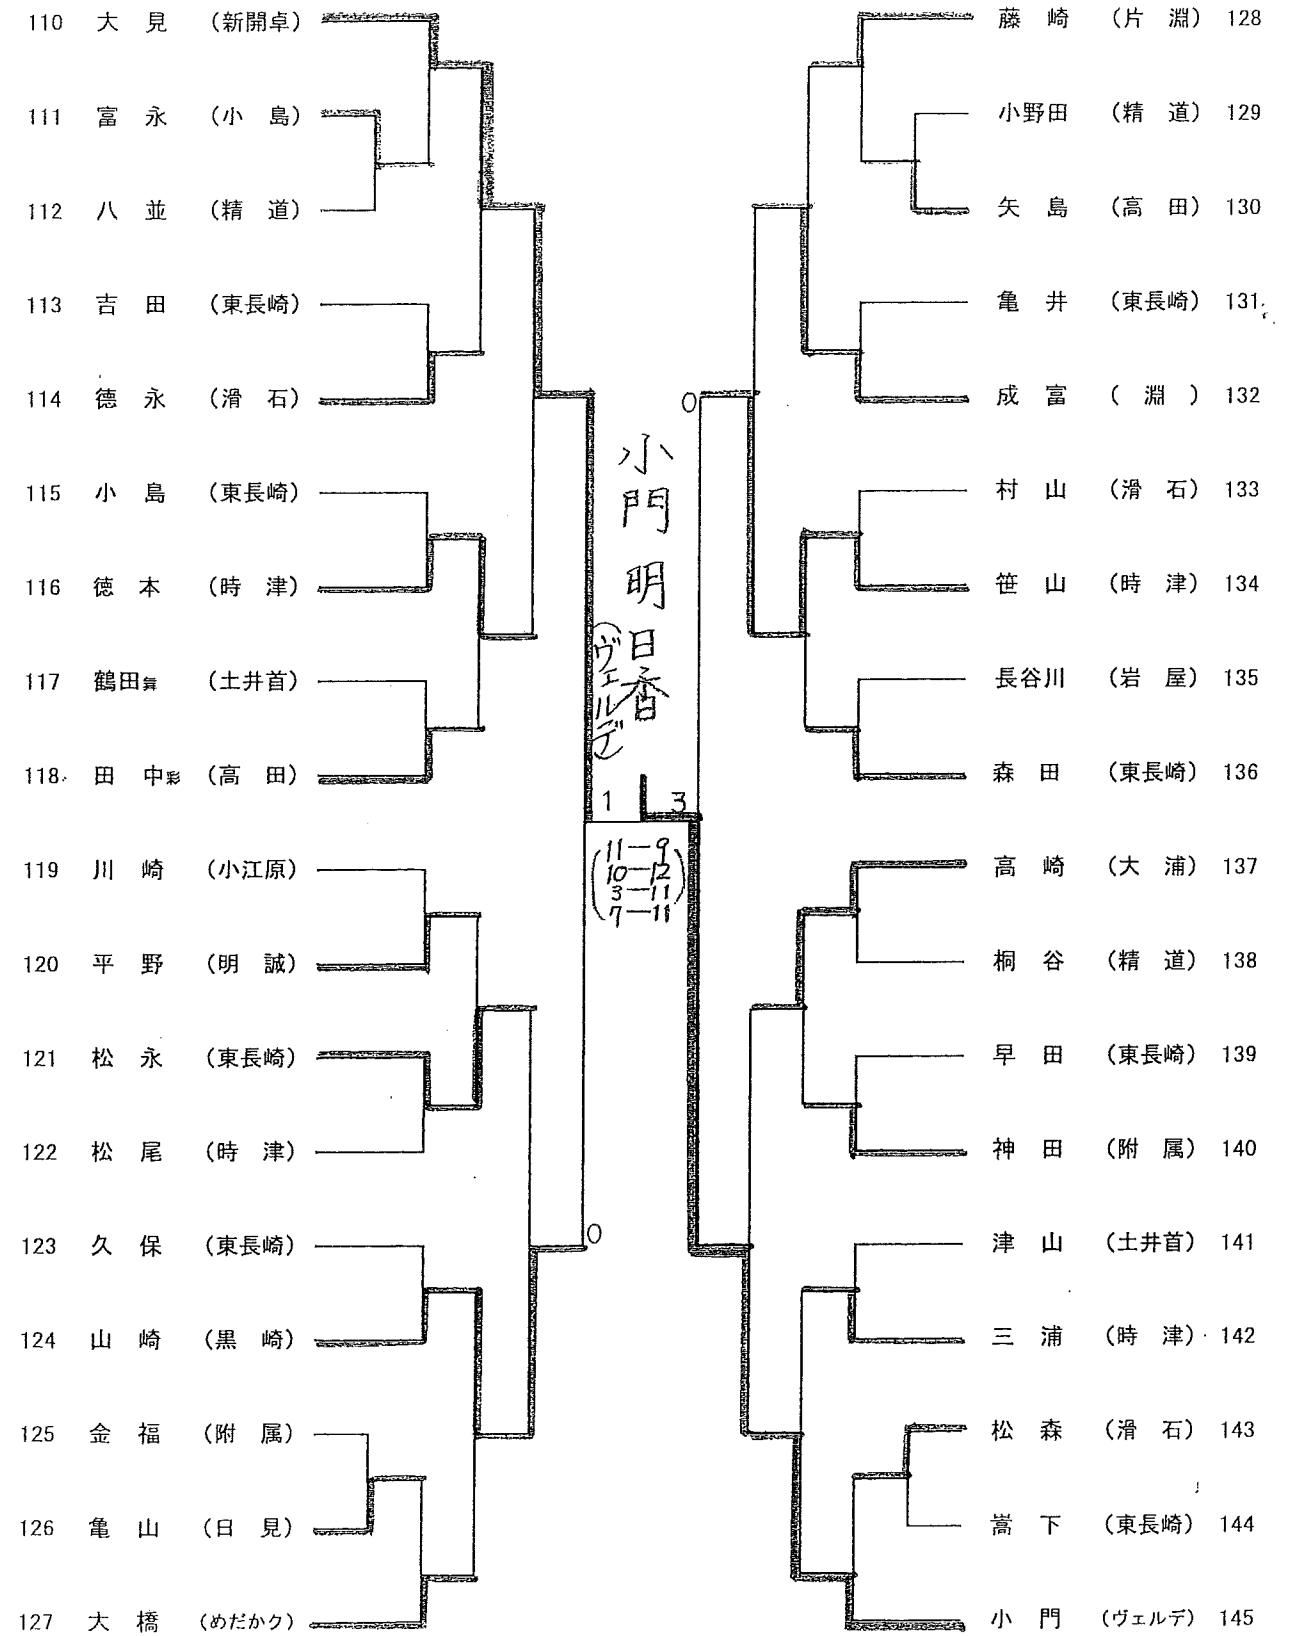 110 大見 (新開卓)
111 富永 (小島)
112 八並 (精道)
113 吉田 (東長崎)
114 徳永 (滑石)
115 小島 (東長崎)
116 徳本 (時津)
117 鶴田舞 (土井首)
118 田中彩 (高田)
119 川崎 (小江原)
120 平野 (明誠)
121 松永 (東長崎)
122 松尾 (時津)
123 久保 (東長崎)
124 山崎 (黒崎)
125 金福 (附属)
126 亀山 (日見)
127 大橋 (めだかク)
0
小門明日香
(ヴェルデ)
1 3
11—9
10—12
3—11
7—11
0
藤崎 (片淵) 128
小野田 (精道) 129
矢島 (高田) 130
亀井 (東長崎) 131
成富 (淵) 132
村山 (滑石) 133
笹山 (時津) 134
長谷川 (岩屋) 135
森田 (東長崎) 136
高崎 (大浦) 137
桐谷 (精道) 138
早田 (東長崎) 139
神田 (附属) 140
津山 (土井首) 141
三浦 (時津) 142
松森 (滑石) 143
嵩下 (東長崎) 144
小門 (ヴェルデ) 145